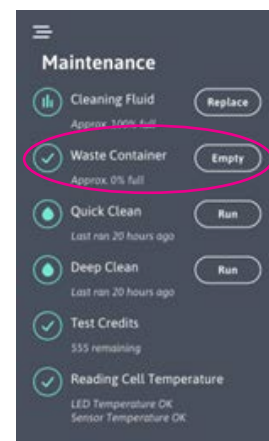 Maintenance
Cleaning Fluid
Replace
Approx. 100% full
Waste Container
Empty
Approx. 0% full
Quick Clean
Run
Last ran 20 hours ago
Deep Clean
Run
Last ran 20 hours ago
Test Credits
555 remaining
Reading Cell Temperature
LED Temperature OK
Sensor Temperature OK